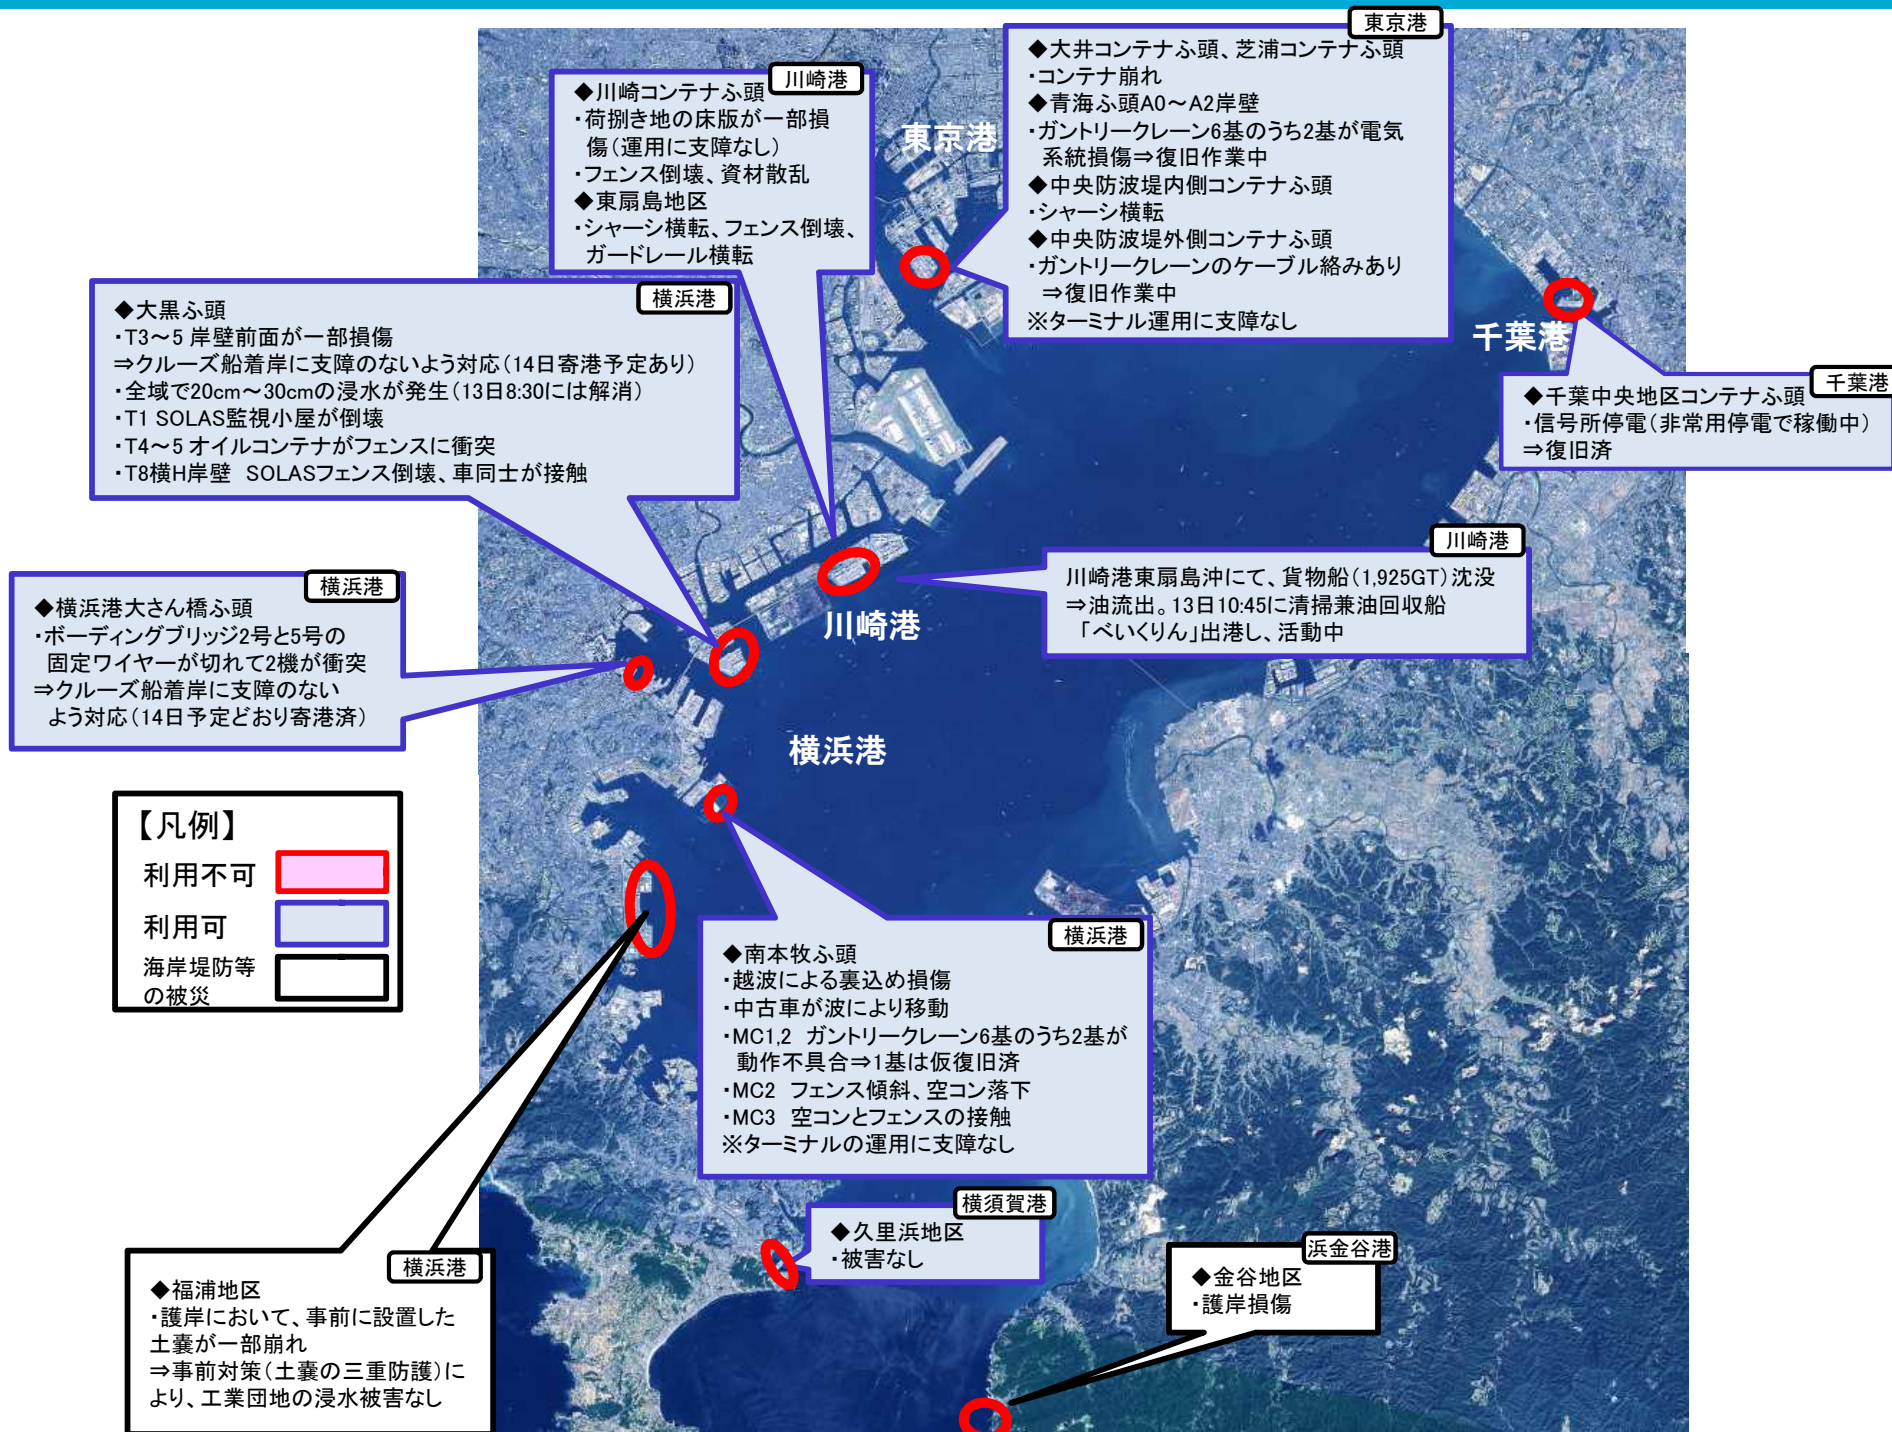 東京港
◆大井コンテナふ頭、芝浦コンテナふ頭
・コンテナ崩れ
◆青海ふ頭A0～A2岸壁
・ガントリークレーン6基のうち2基が電気
系統損傷⇒復旧作業中
◆中央防波堤内側コンテナふ頭
・シャーシ横転
◆中央防波堤外側コンテナふ頭
・ガントリークレーンのケーブル絡みあり
⇒復旧作業中
※ターミナル運用に支障なし
川崎港
◆川崎コンテナふ頭
・荷捌き地の床版が一部損
傷（運用に支障なし）
・フェンス倒壊、資材散乱
◆東扇島地区
・シャーシ横転、フェンス倒壊、
ガードレール横転
東京港
横浜港
◆大黒ふ頭
・T3～5 岸壁前面が一部損傷
⇒クルーズ船着岸に支障のないよう対応（14日寄港予定あり）
・全域で20cm～30cmの浸水が発生（13日8:30には解消）
・T1 SOLAS監視小屋が倒壊
・T4～5 オイルコンテナがフェンスに衝突
・T8横H岸壁 SOLASフェンス倒壊、車同士が接触
千葉港
千葉港
◆千葉中央地区コンテナふ頭
・信号所停電（非常用停電で稼働中）
⇒復旧済
川崎港
川崎港東扇島沖にて、貨物船（1,925GT）沈没
⇒油流出。13日10:45に清掃兼油回収船
「べいくりん」出港し、活動中
川崎港
横浜港
◆横浜港大さん橋ふ頭
・ボーディングブリッジ2号と5号の
固定ワイヤーが切れて2機が衝突
⇒クルーズ船着岸に支障のない
よう対応（14日予定どおり寄港済）
横浜港
【凡例】
利用不可
利用可
海岸堤防等
の被災
横浜港
◆南本牧ふ頭
・越波による裏込め損傷
・中古車が波により移動
・MC1,2 ガントリークレーン6基のうち2基が
動作不具合⇒1基は仮復旧済
・MC2 フェンス傾斜、空コン落下
・MC3 空コンとフェンスの接触
※ターミナルの運用に支障なし
横須賀港
◆久里浜地区
・被害なし
浜金谷港
◆金谷地区
・護岸損傷
横浜港
◆福浦地区
・護岸において、事前に設置した
土嚢が一部崩れ
⇒事前対策（土嚢の三重防護）に
より、工業団地の浸水被害なし